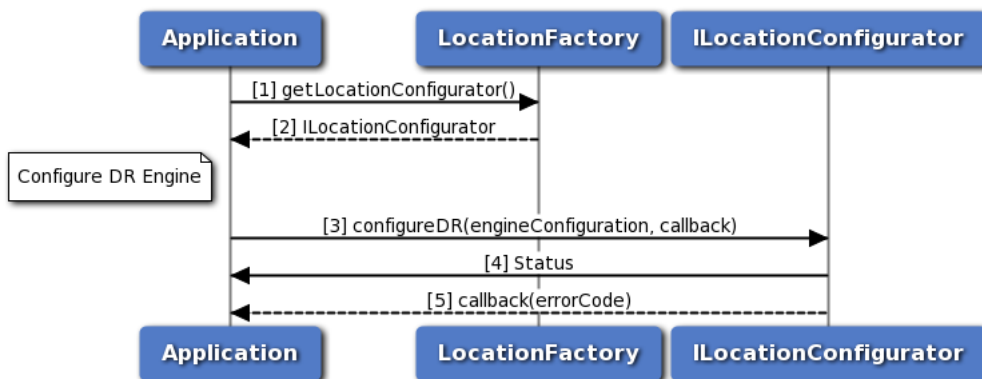 Application
LocationFactory
ILocationConfigurator
[1] getLocationConfigurator()
[2] ILocationConfigurator
Configure DR Engine
[3] configureDR(engineConfiguration, callback)
[4] Status
[5] callback(errorCode)
Application
LocationFactory
ILocationConfigurator